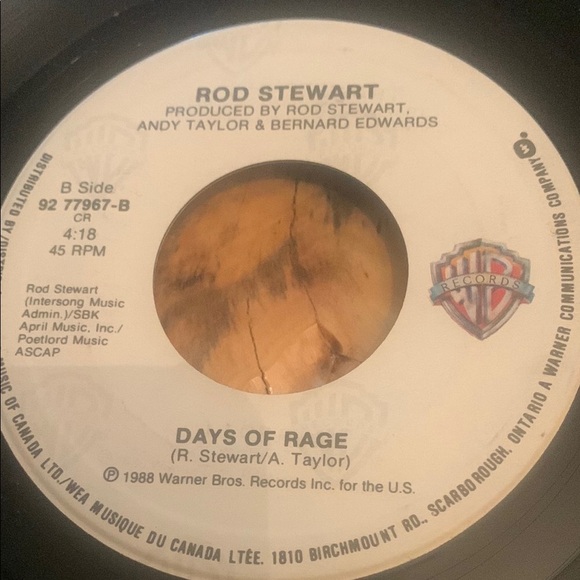 ROD STEWART
PRODUCED BY ROD STEWART,
ANDY TAYLOR & BERNARD EDWARDS
B Side
92 77967-B
CR
4:18
45 RPM
Rod Stewart
(Intersong Music
Admin.)/SBK
April Music, Inc./
Poetlord Music
ASCAP
WB
RECORDS
DAYS OF RAGE
(R. Stewart/A. Taylor)
Ⓟ 1988 Warner Bros. Records Inc. for the U.S.
DISTRIBUTED BY MUSIC OF CANADA LTD./WEA MUSIQUE DU CANADA LTÉE. 1810 BIRCHMOUNT RD., SCARBOROUGH, ONTARIO A WARNER COMMUNICATIONS COMPANY